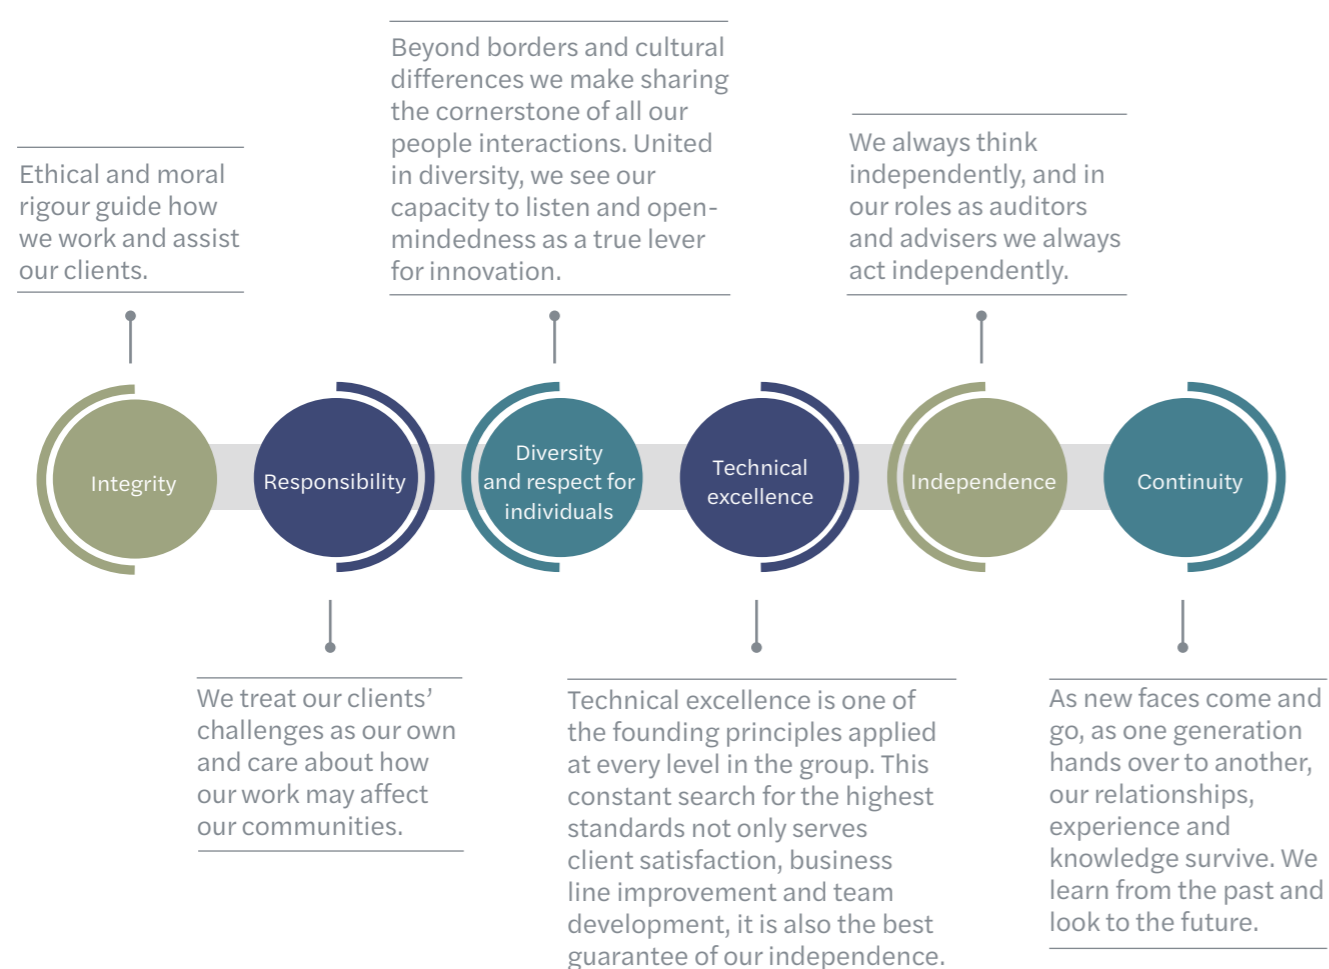 Beyond borders and cultural
differences we make sharing
the cornerstone of all our
people interactions. United
in diversity, we see our
capacity to listen and open-
mindedness as a true lever
for innovation.
We always think
independently, and in
our roles as auditors
and advisers we always
act independently.
Ethical and moral
rigour guide how
we work and assist
our clients.
Integrity
Responsibility
Diversity
and respect for
individuals
Technical
excellence
Independence
Continuity
We treat our clients’
challenges as our own
and care about how
our work may affect
our communities.
Technical excellence is one of
the founding principles applied
at every level in the group. This
constant search for the highest
standards not only serves
client satisfaction, business
line improvement and team
development, it is also the best
guarantee of our independence.
As new faces come and
go, as one generation
hands over to another,
our relationships,
experience and
knowledge survive. We
learn from the past and
look to the future.